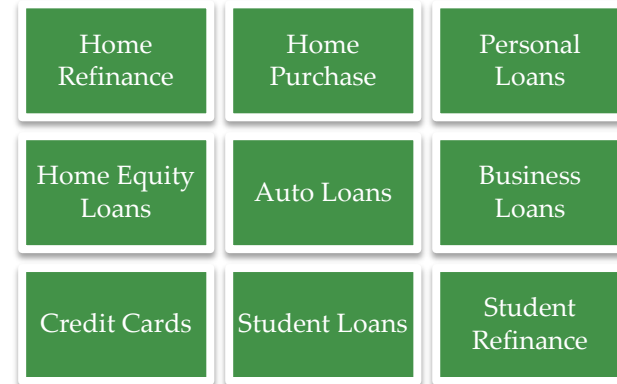 Home
Refinance
Home
Purchase
Personal
Loans
Home Equity
Loans
Auto Loans
Business
Loans
Credit Cards
Student Loans
Student
Refinance